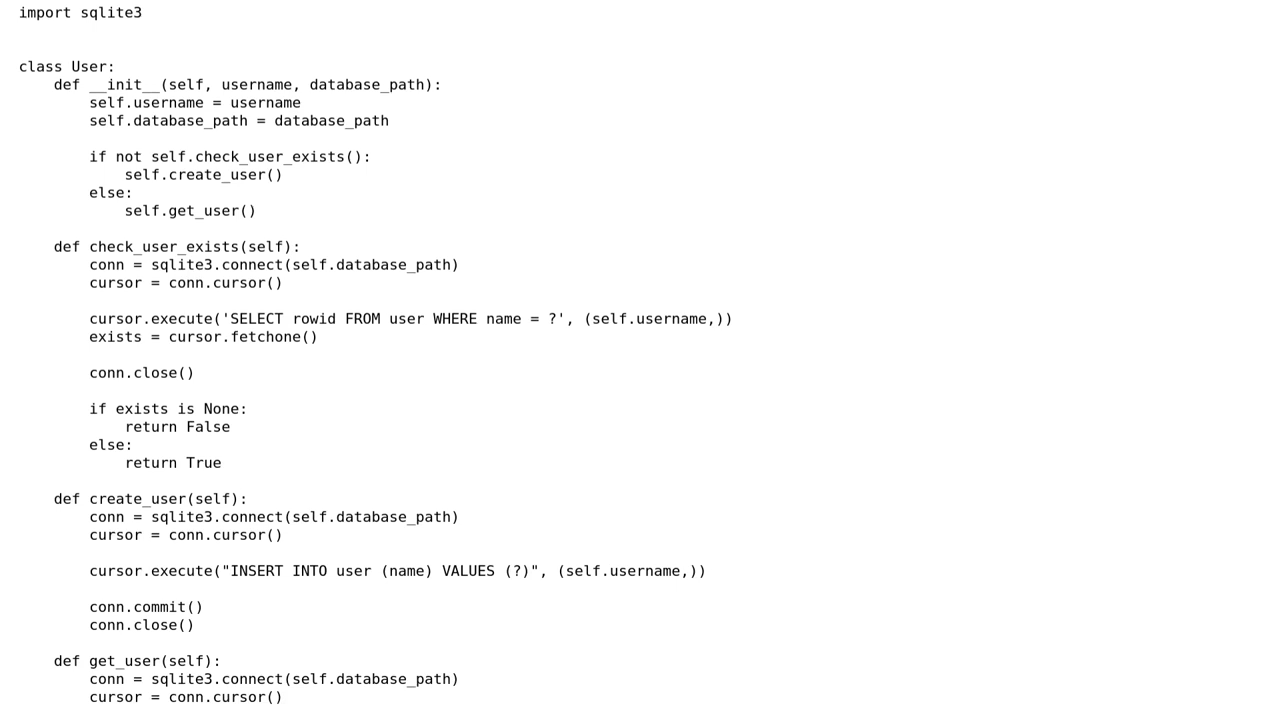 import sqlite3


class User:
    def __init__(self, username, database_path):
        self.username = username
        self.database_path = database_path

        if not self.check_user_exists():
            self.create_user()
        else:
            self.get_user()

    def check_user_exists(self):
        conn = sqlite3.connect(self.database_path)
        cursor = conn.cursor()

        cursor.execute('SELECT rowid FROM user WHERE name = ?', (self.username,))
        exists = cursor.fetchone()

        conn.close()

        if exists is None:
            return False
        else:
            return True

    def create_user(self):
        conn = sqlite3.connect(self.database_path)
        cursor = conn.cursor()

        cursor.execute("INSERT INTO user (name) VALUES (?)", (self.username,))

        conn.commit()
        conn.close()

    def get_user(self):
        conn = sqlite3.connect(self.database_path)
        cursor = conn.cursor()